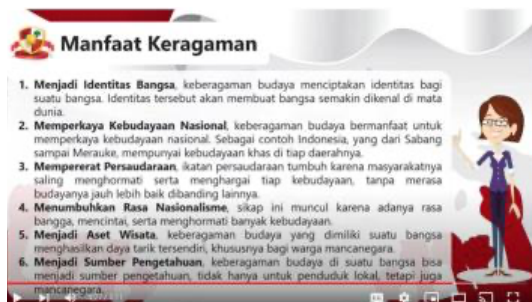 Manfaat Keragaman
1. Menjadi Identitas Bangsa, keberagaman budaya menciptakan identitas bagi
suatu bangsa. Identitas tersebut akan membuat bangsa semakin dikenal di mata
dunia.
2. Memperkaya Kebudayaan Nasional, keberagaman budaya bermanfaat untuk
memperkaya kebudayaan nasional. Sebagai contoh Indonesia, yang dari Sabang
sampai Merauke, mempunyai kebudayaan khas di tiap daerahnya.
3. Mempererat Persaudaraan, ikatan persaudaraan tumbuh karena masyarakatnya
saling menghormati serta menghargai tiap kebudayaan, tanpa merasa
budayanya jauh lebih baik dibanding lainnya.
4. Menumbuhkan Rasa Nasionalisme, sikap ini muncul karena adanya rasa
bangga, mencintai, serta menghormati banyak kebudayaan.
5. Menjadi Aset Wisata, keberagaman budaya yang dimiliki suatu bangsa
menghasilkan daya tarik tersendiri, khususnya bagi warga mancanegara.
6. Menjadi Sumber Pengetahuan, keberagaman budaya di suatu bangsa bisa
menjadi sumber pengetahuan, tidak hanya untuk penduduk lokal, tetapi juga
mancanegara.